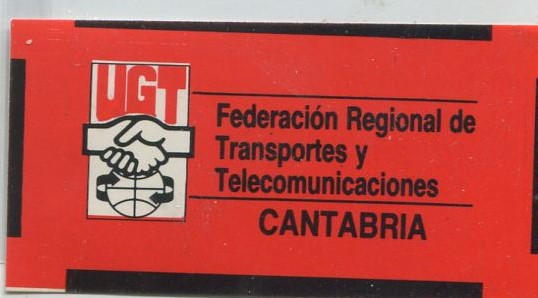 UGT
Federación Regional de
Transportes y
Telecomunicaciones
CANTABRIA